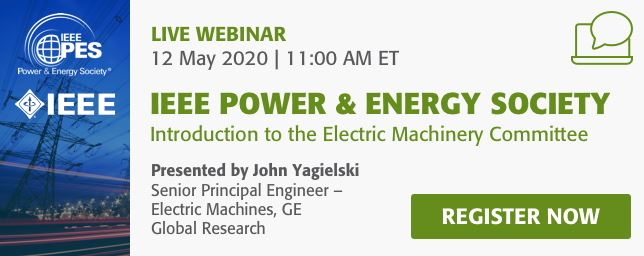 IEEE
PES
Power & Energy Society®
IEEE
LIVE WEBINAR
12 May 2020 | 11:00 AM ET
IEEE POWER & ENERGY SOCIETY
Introduction to the Electric Machinery Committee
Presented by John Yagielski
Senior Principal Engineer –
Electric Machines, GE
Global Research
REGISTER NOW